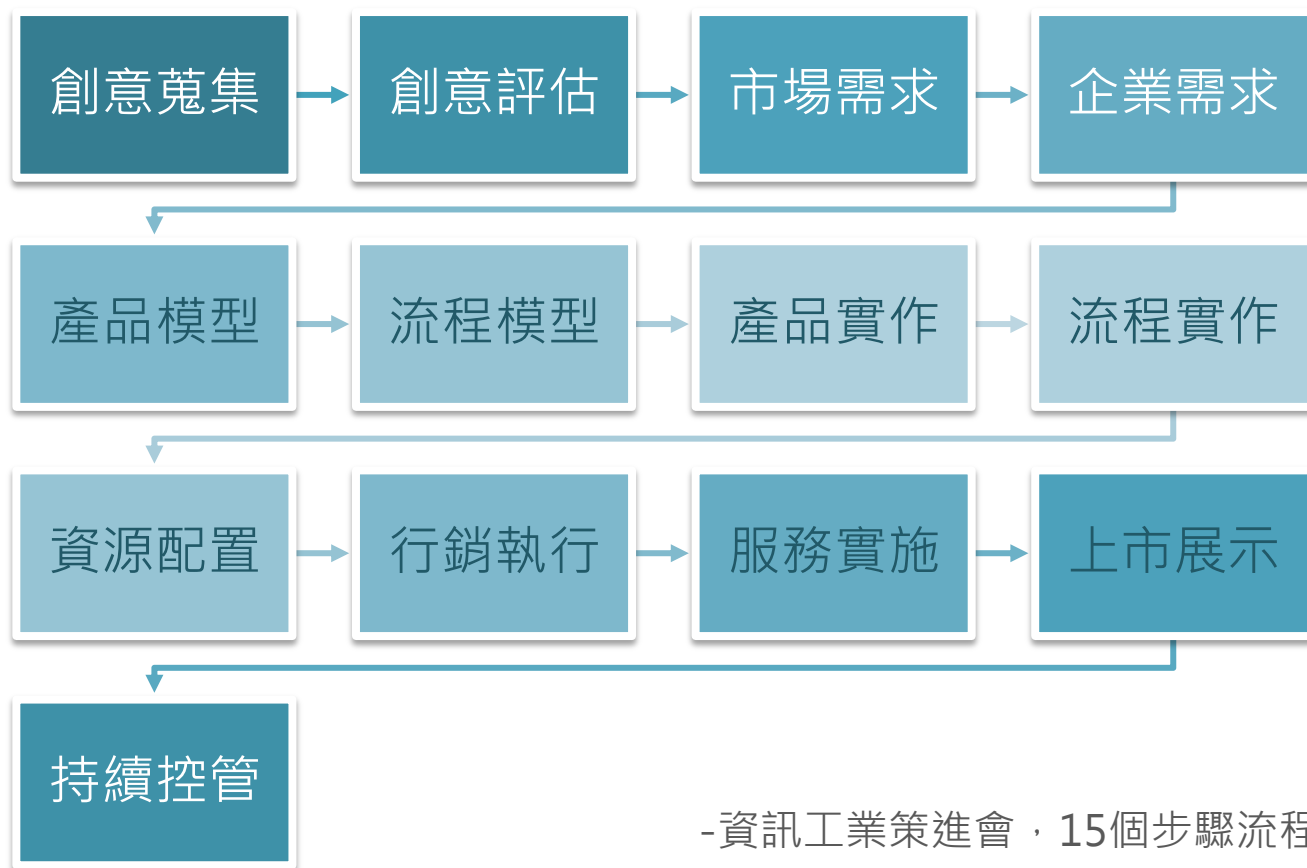 創意蒐集 創意評估 市場需求 企業需求
產品模型 流程模型 產品實作 流程實作
資源配置 行銷執行 服務實施 上市展示
持續控管
-資訊工業策進會，15個步驟流程